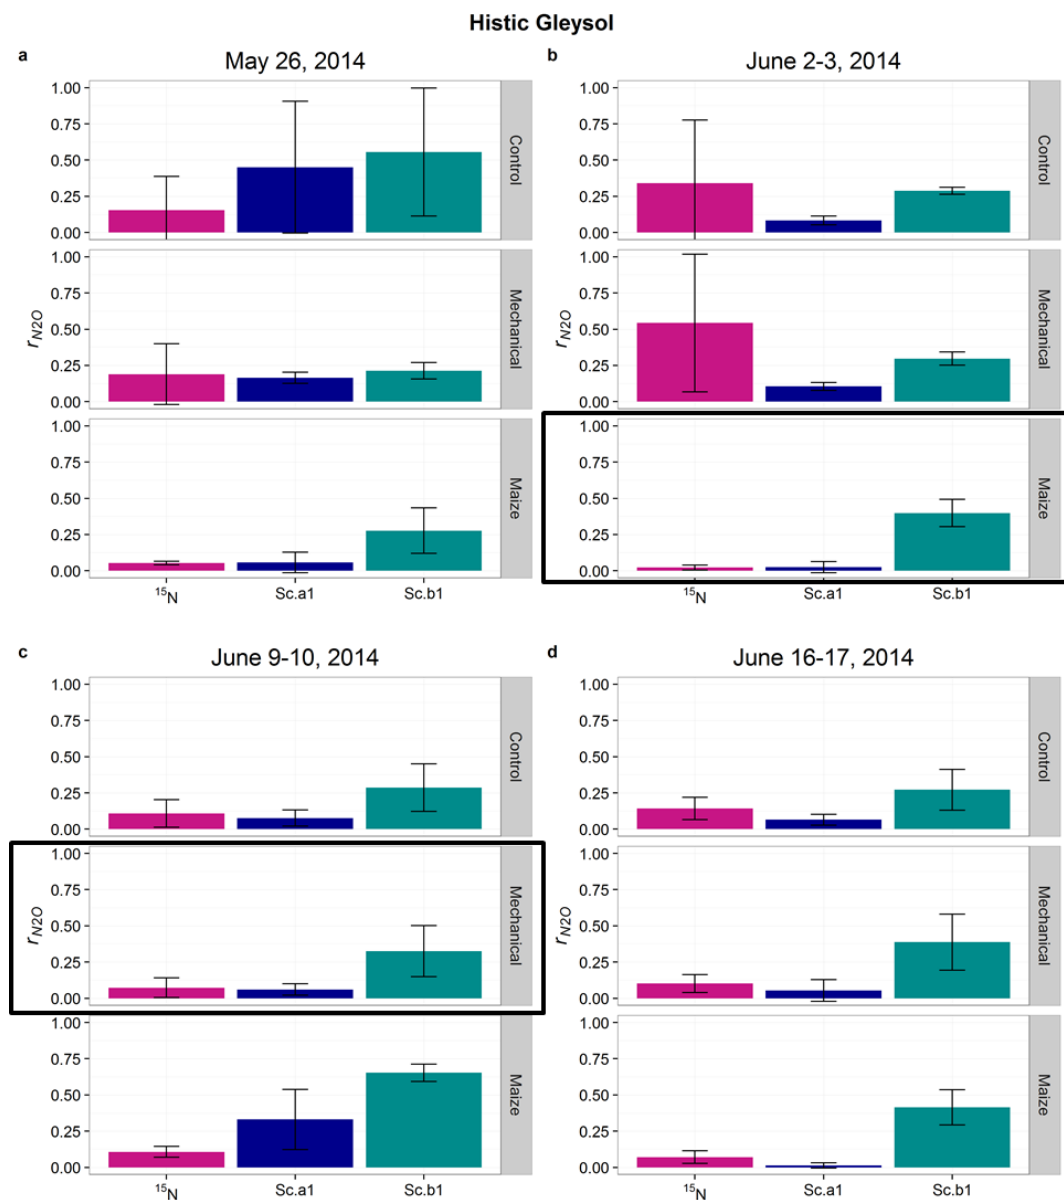 Histic Gleysol
a
May 26, 2014
1.00
0.75
0.50
0.25
0.00
Control
1.00
0.75
0.50
0.25
0.00
rN2O
Mechanical
1.00
0.75
0.50
0.25
0.00
Maize
15N
Sc.a1
Sc.b1
b
June 2-3, 2014
1.00
0.75
0.50
0.25
0.00
Control
1.00
0.75
0.50
0.25
0.00
rN2O
Mechanical
1.00
0.75
0.50
0.25
0.00
Maize
15N
Sc.a1
Sc.b1
c
June 9-10, 2014
1.00
0.75
0.50
0.25
0.00
Control
1.00
0.75
0.50
0.25
0.00
rN2O
Mechanical
1.00
0.75
0.50
0.25
0.00
Maize
15N
Sc.a1
Sc.b1
d
June 16-17, 2014
1.00
0.75
0.50
0.25
0.00
Control
1.00
0.75
0.50
0.25
0.00
rN2O
Mechanical
1.00
0.75
0.50
0.25
0.00
Maize
15N
Sc.a1
Sc.b1